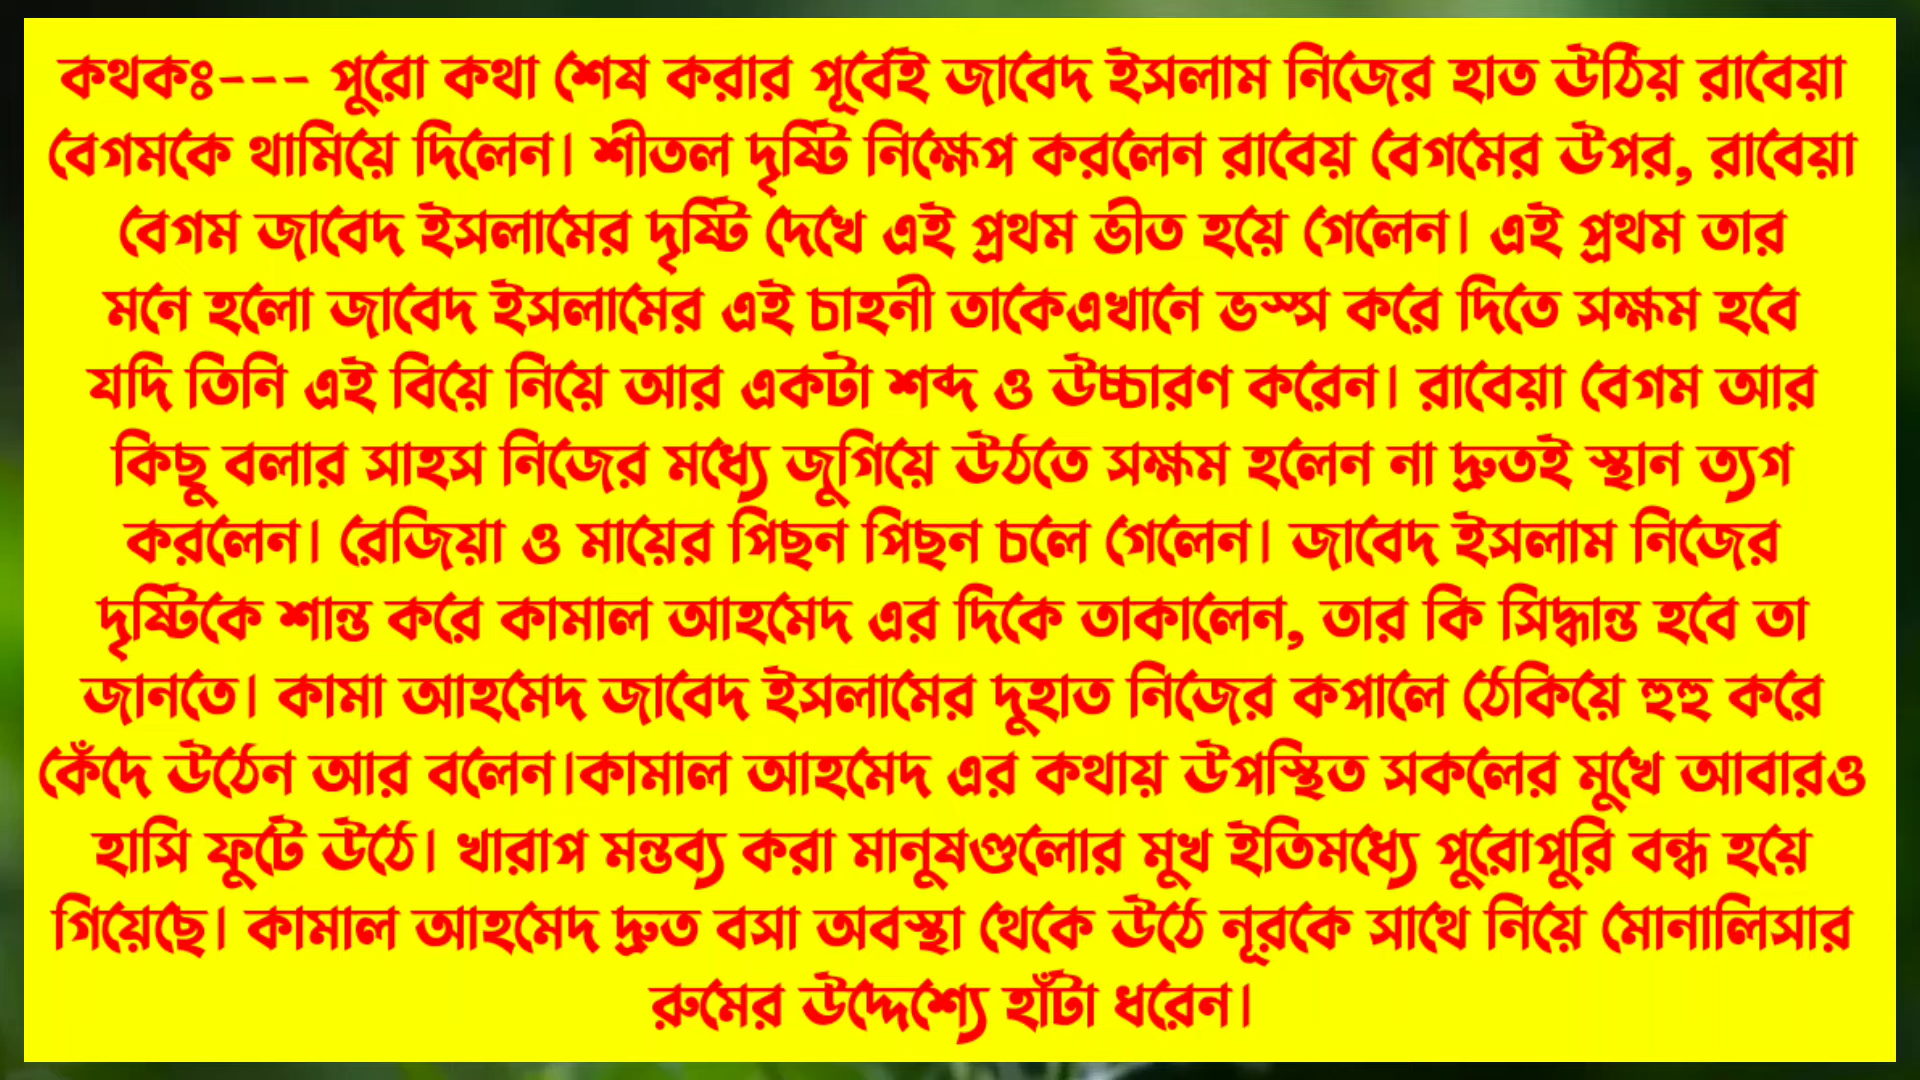 কথকঃ--- পুরো কথা শেষ করার পূর্বেই জাবেদ ইসলাম নিজের হাত উঠিয় রাবেয়া
বেগমকে থামিয়ে দিলেন। শীতল দৃষ্টি নিক্ষেপ করলেন রাবেয় বেগমের উপর, রাবেয়া
বেগম জাবেদ ইসলামের দৃষ্টি দেখে এই প্রথম ভীত হয়ে গেলেন। এই প্রথম তার
মনে হলো জাবেদ ইসলামের এই চাহনী তাকেএখানে ভস্স করে দিতে সক্ষম হবে
যদি তিনি এই বিয়ে নিয়ে আর একটা শব্দ ও উচ্চারণ করেন। রাবেয়া বেগম আর
কিছু বলার সাহস নিজের মধ্যে জুগিয়ে উঠতে সক্ষম হলেন না দ্রুতই স্থান ত্যগ
করলেন। রেজিয়া ও মায়ের পিছন পিছন চলে গেলেন। জাবেদ ইসলাম নিজের
দৃষ্টিকে শান্ত করে কামাল আহমেদ এর দিকে তাকালেন, তার কি সিদ্ধান্ত হবে তা
জানতে। কামা আহমেদ জাবেদ ইসলামের দুহাত নিজের কপালে ঠেকিয়ে হুহু করে
কেঁদে উঠেন আর বলেন।কামাল আহমেদ এর কথায় উপস্থিত সকলের মুখে আবারও
হাসি ফুটে উঠে। খারাপ মন্তব্য করা মানুষগুলোর মুখ ইতিমধ্যে পুরোপুরি বন্ধ হয়ে
গিয়েছে। কামাল আহমেদ দ্রুত বসা অবস্থা থেকে উঠে নূরকে সাথে নিয়ে মোনালিসার
রুমের উদ্দেশ্যে হাঁটা ধরেন।